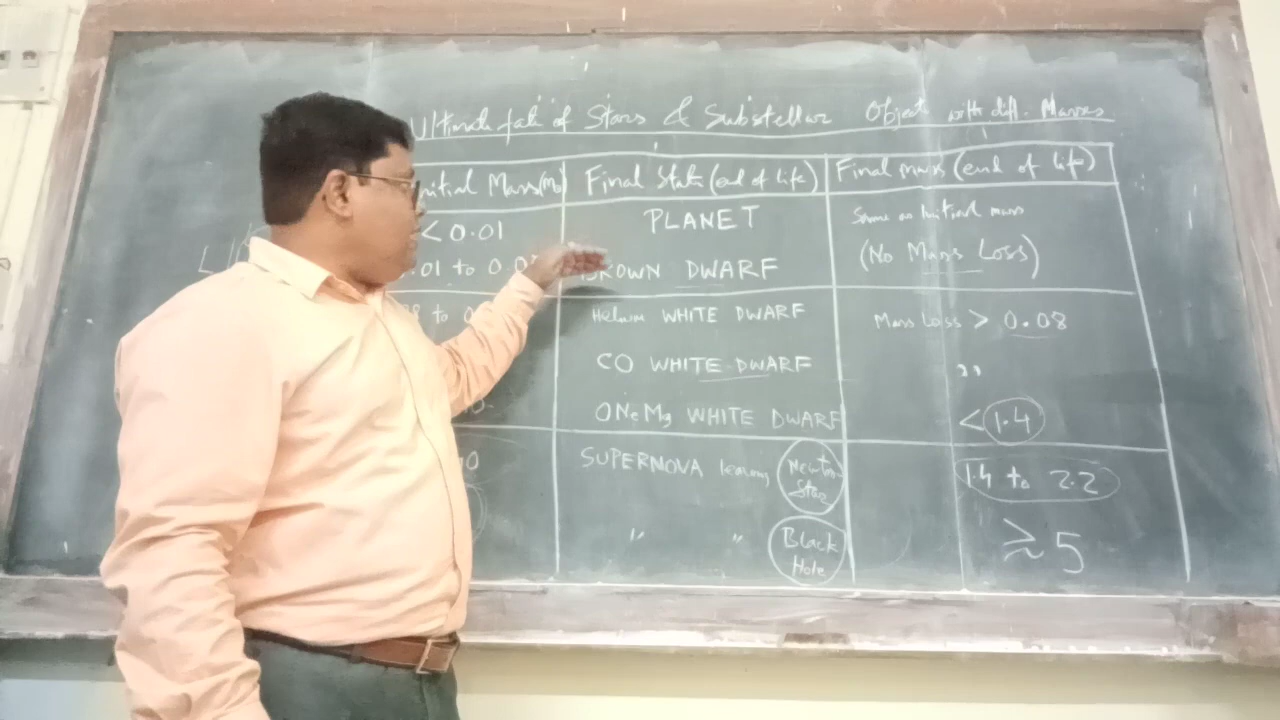 Ultimate fate of Stars & Substellar Objects with diff. Masses
Initial Mass (M⊙) Final State (end of life) Final mass (end of life)
< 0.01 PLANET Same as Initial mass
(No Mass Loss)
.01 to 0.0 BROWN DWARF
8 to 0. Helium WHITE DWARF Mass Loss > 0.08
CO WHITE DWARF ,,
ONeMg WHITE DWARF < 1.4
0 SUPERNOVA leaving Neutron Star 1.4 to 2.2
" " Black Hole ≳ 5